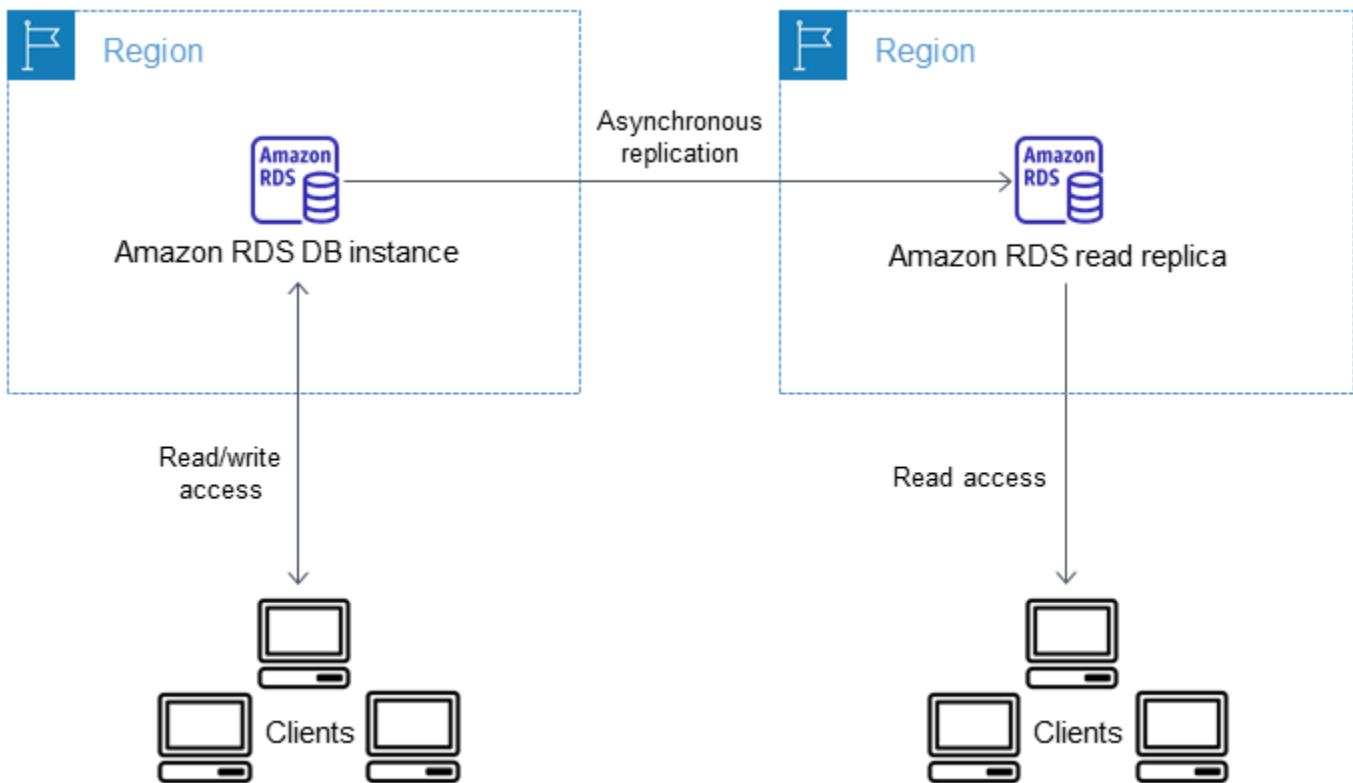 Region
Region
Asynchronous
replication
Amazon
RDS
Amazon
RDS
Amazon RDS DB instance
Amazon RDS read replica
Read/write
access
Read access
Clients
Clients